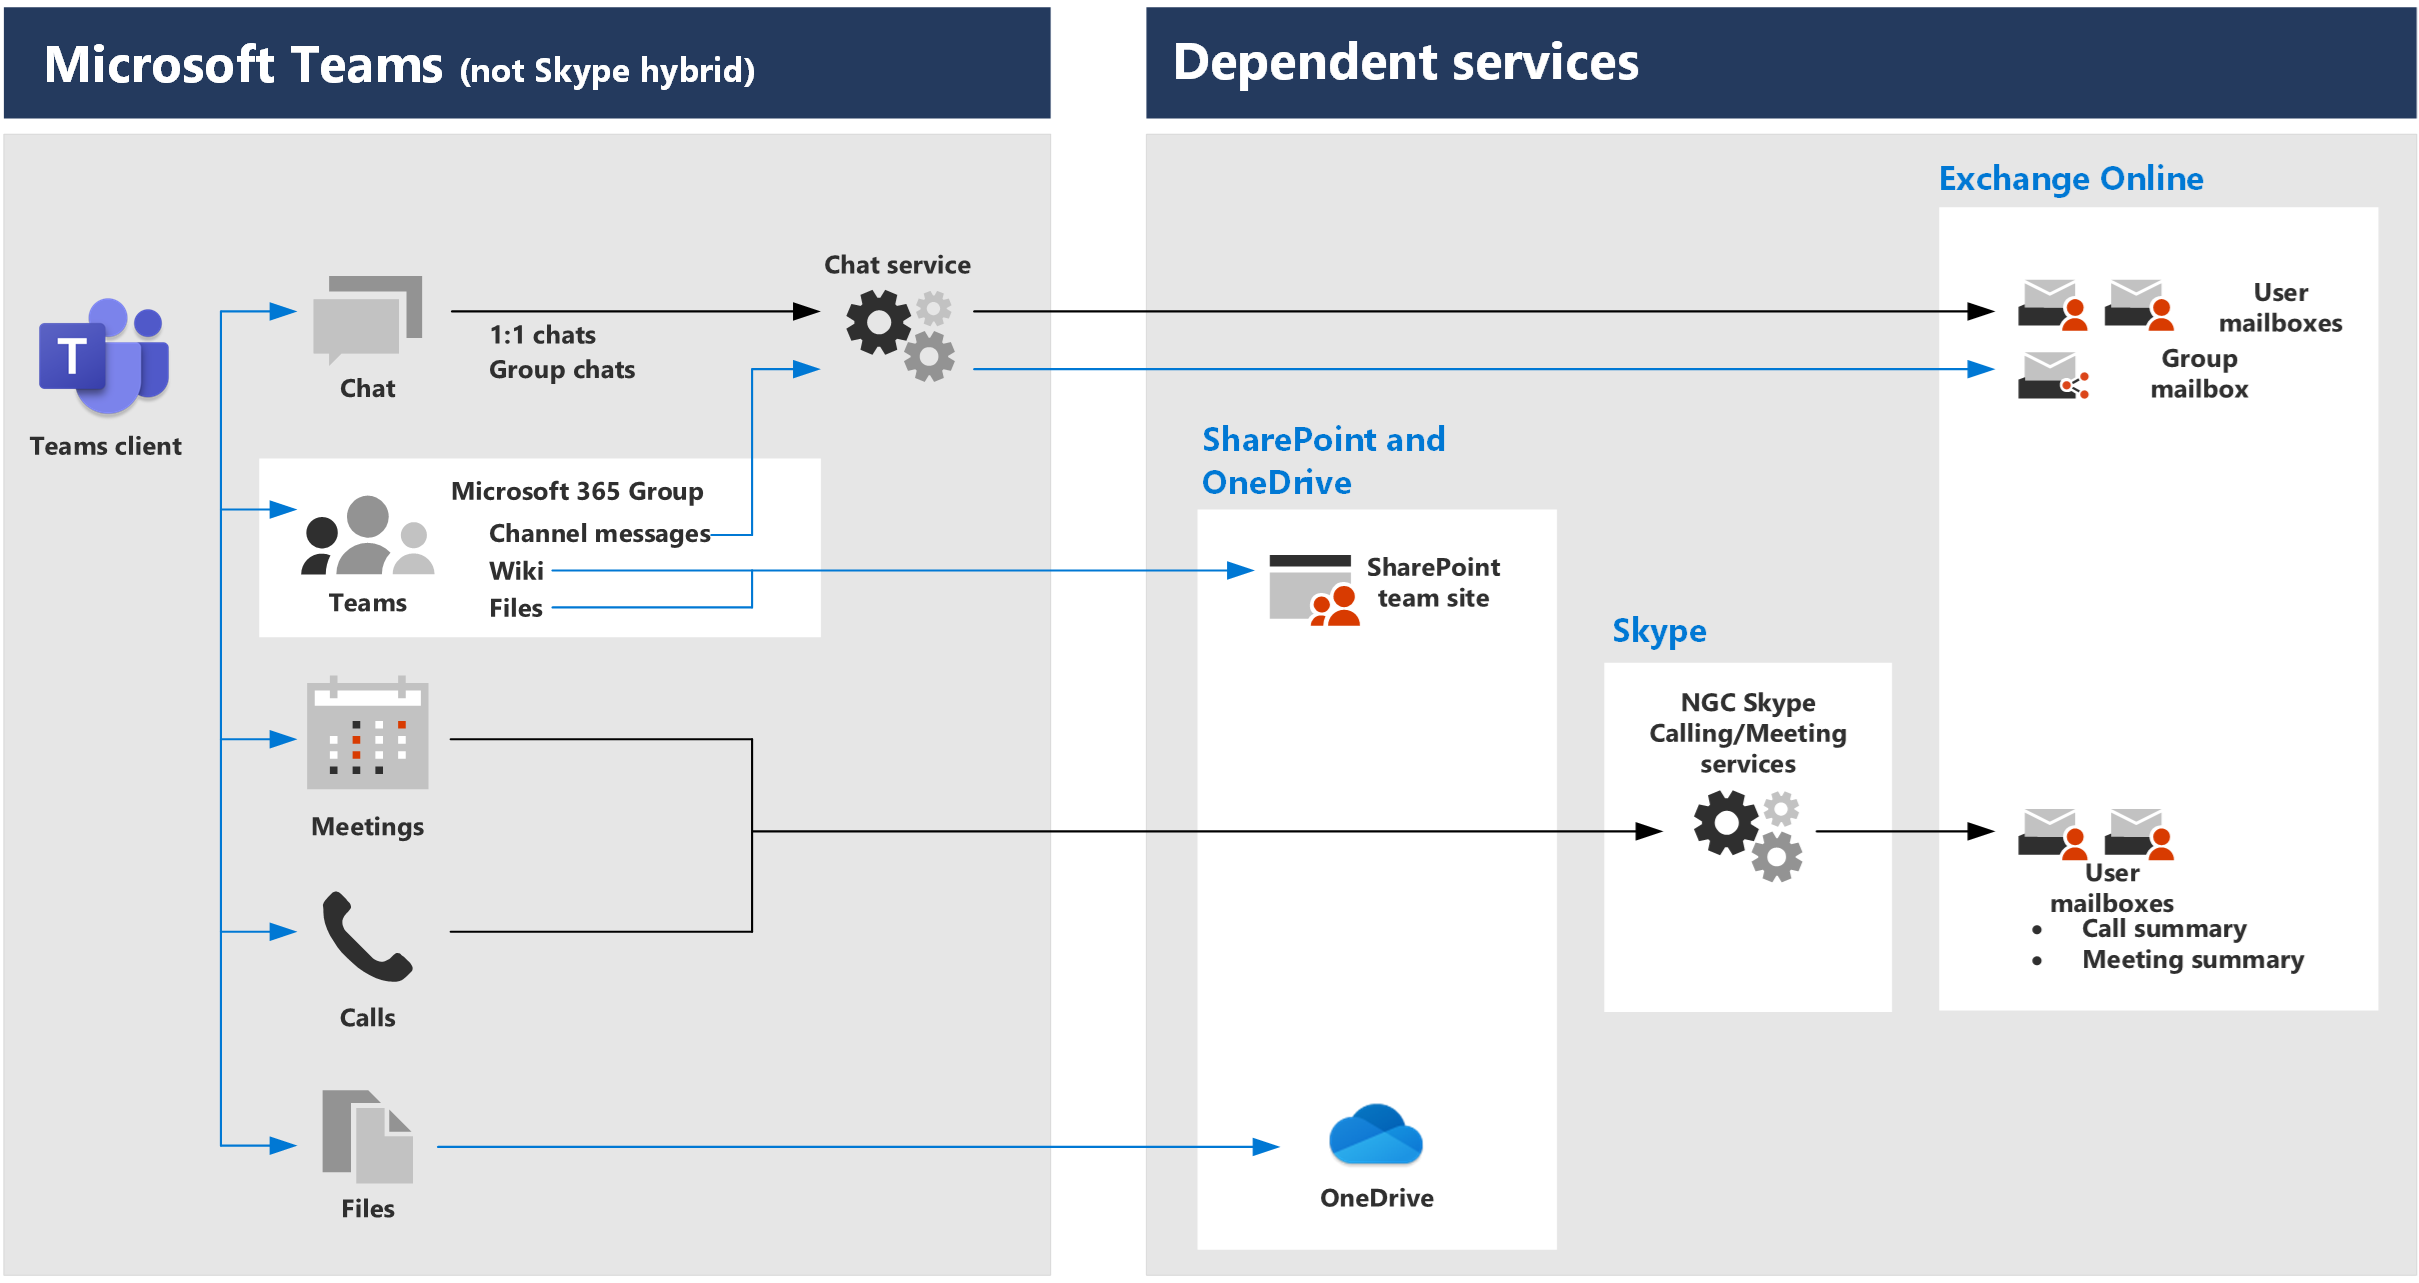 Microsoft Teams (not Skype hybrid)
Dependent services
Exchange Online
Chat service
T
Teams client
Chat
1:1 chats
Group chats
User
mailboxes
Group
mailbox
SharePoint and
OneDrive
Microsoft 365 Group
Channel messages
Wiki
Files
Teams
SharePoint
team site
Skype
NGC Skype
Calling/Meeting
services
Meetings
User
mailboxes
• Call summary
• Meeting summary
Calls
Files
OneDrive